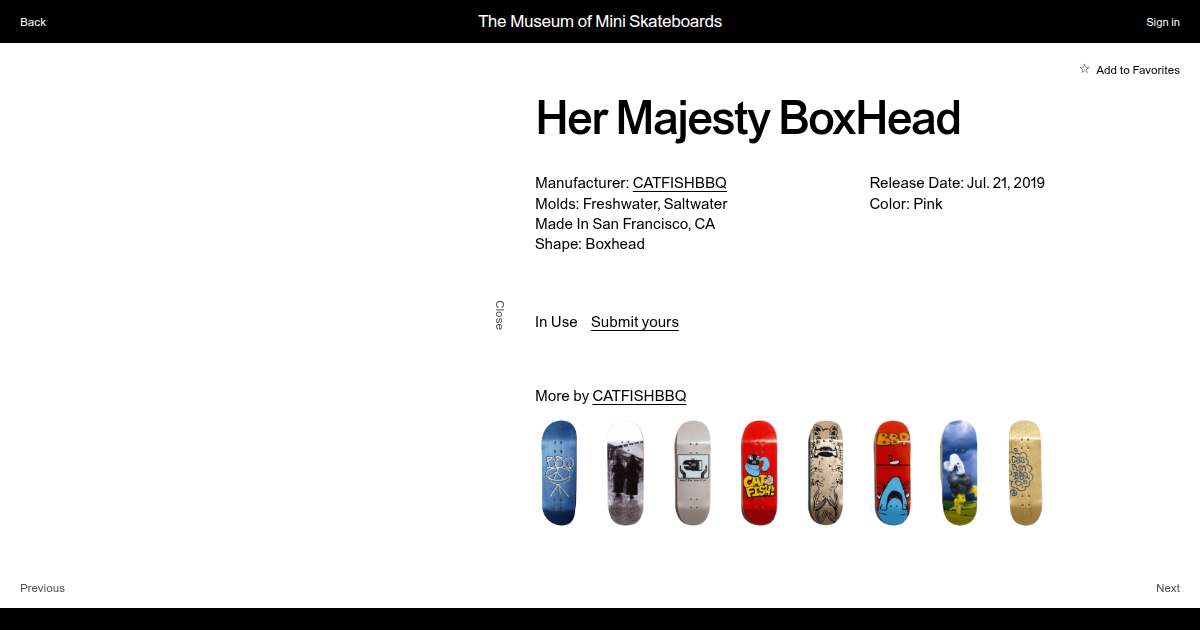 Back
The Museum of Mini Skateboards
Sign in
☆ Add to Favorites
Her Majesty BoxHead
Manufacturer: CATFISHBBQ
Molds: Freshwater, Saltwater
Made In San Francisco, CA
Shape: Boxhead
Release Date: Jul. 21, 2019
Color: Pink
Close
In Use Submit yours
More by CATFISHBBQ
BBQ
CAT
FISH!
BBQ
Previous
Next